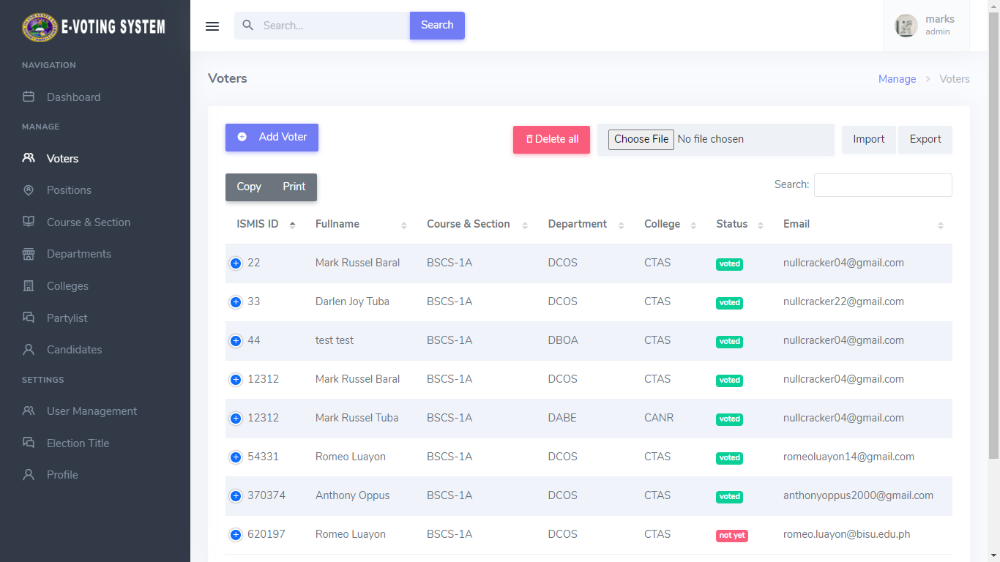 E-VOTING SYSTEM
Search...
Search
marks
admin
NAVIGATION
Dashboard
MANAGE
Voters
Positions
Course & Section
Departments
Colleges
Partylist
Candidates
SETTINGS
User Management
Election Title
Profile
Voters
Manage > Voters
Add Voter
Delete all
Choose File No file chosen
Import
Export
Copy Print
Search:
ISMIS ID Fullname Course & Section Department College Status Email
22 Mark Russel Baral BSCS-1A DCOS CTAS voted nullcracker04@gmail.com
33 Darlen Joy Tuba BSCS-1A DCOS CTAS voted nullcracker22@gmail.com
44 test test BSCS-1A DBOA CTAS voted nullcracker04@gmail.com
12312 Mark Russel Baral BSCS-1A DCOS CTAS voted nullcracker04@gmail.com
12312 Mark Russel Tuba BSCS-1A DABE CANR voted nullcracker04@gmail.com
54331 Romeo Luayon BSCS-1A DCOS CTAS voted romeoluayon14@gmail.com
370374 Anthony Oppus BSCS-1A DCOS CTAS voted anthonyoppus2000@gmail.com
620197 Romeo Luayon BSCS-1A DCOS CTAS not yet romeo.luayon@bisu.edu.ph